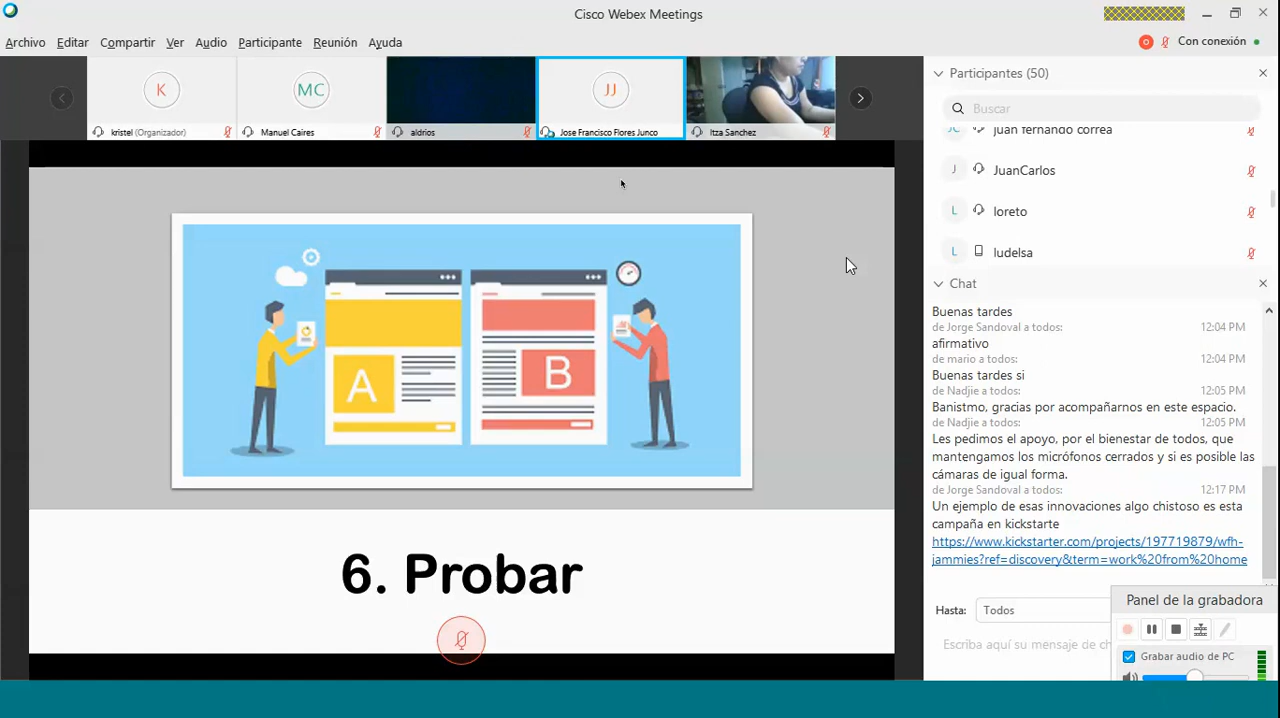 Cisco Webex Meetings
Archivo Editar Compartir Ver Audio Participante Reunión Ayuda
Con conexión
K
MC
JJ
kristel (Organizador)
Manuel Caires
aldrios
Jose Francisco Flores Junco
Itza Sanchez
A
B
6. Probar
Participantes (50)
Buscar
JC juan fernando correa
J JuanCarlos
L loreto
L ludelsa
Chat
Buenas tardes
de Jorge Sandoval a todos: 12:04 PM
afirmativo
de mario a todos: 12:04 PM
Buenas tardes si
de Nadjie a todos: 12:05 PM
Banistmo, gracias por acompañarnos en este espacio.
de Nadjie a todos: 12:05 PM
Les pedimos el apoyo, por el bienestar de todos, que
mantengamos los micrófonos cerrados y si es posible las
cámaras de igual forma.
de Jorge Sandoval a todos: 12:17 PM
Un ejemplo de esas innovaciones algo chistoso es esta
campaña en kickstarte
https://www.kickstarter.com/projects/197719879/wfh-
jammies?ref=discovery&term=work%20from%20home
Hasta: Todos
Escriba aquí su mensaje de ch
Panel de la grabadora
Grabar audio de PC